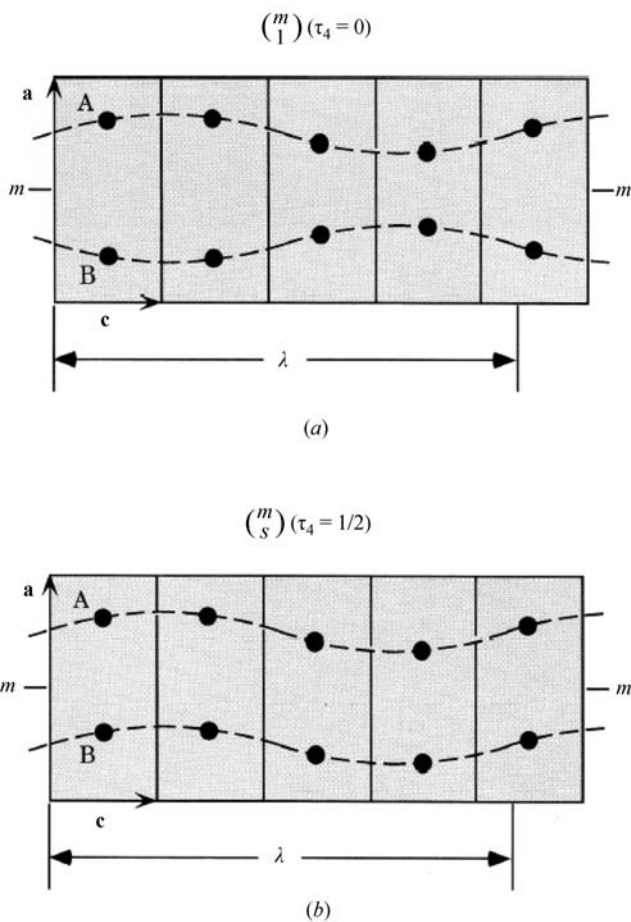 (m 1) (τ₄ = 0)
a
A
m
m
B
c
λ
(a)
(m s) (τ₄ = 1/2)
a
A
m
m
B
c
λ
(b)